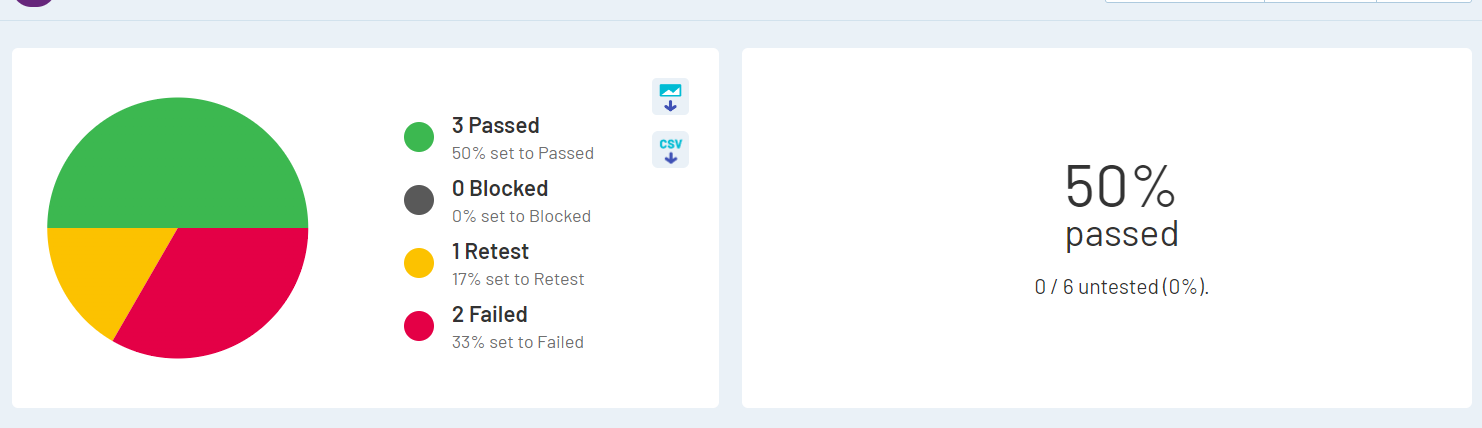 3 Passed
50% set to Passed
0 Blocked
0% set to Blocked
1 Retest
17% set to Retest
2 Failed
33% set to Failed
CSV
50%
passed
0 / 6 untested (0%).